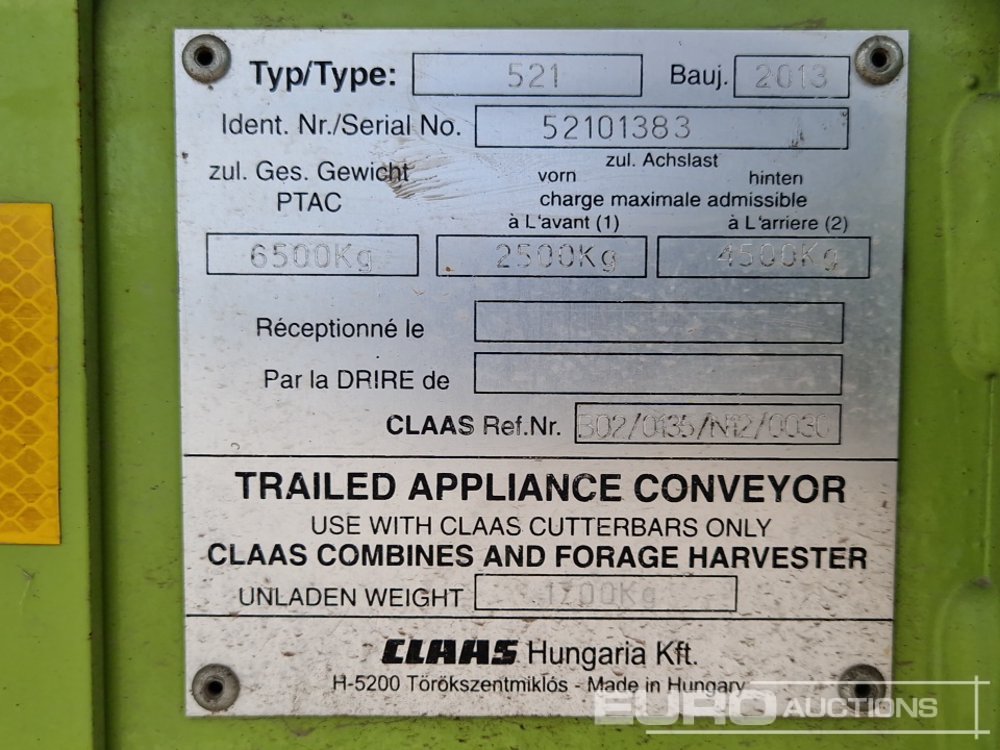 Typ/Type: 521 Bauj. 2013
Ident. Nr./Serial No. 52101383
zul. Ges. Gewicht zul. Achslast
vorn hinten
PTAC charge maximale admissible
à L'avant (1) à L'arriere (2)
6500Kg 2500Kg 4500Kg
Réceptionné le
Par la DRIRE de
CLAAS Ref.Nr. B02/0135/N12/0030
TRAILED APPLIANCE CONVEYOR
USE WITH CLAAS CUTTERBARS ONLY
CLAAS COMBINES AND FORAGE HARVESTER
UNLADEN WEIGHT 1700Kg
CLAAS Hungaria Kft.
H-5200 Törökszentmiklós - Made in Hungary
EURO AUCTIONS